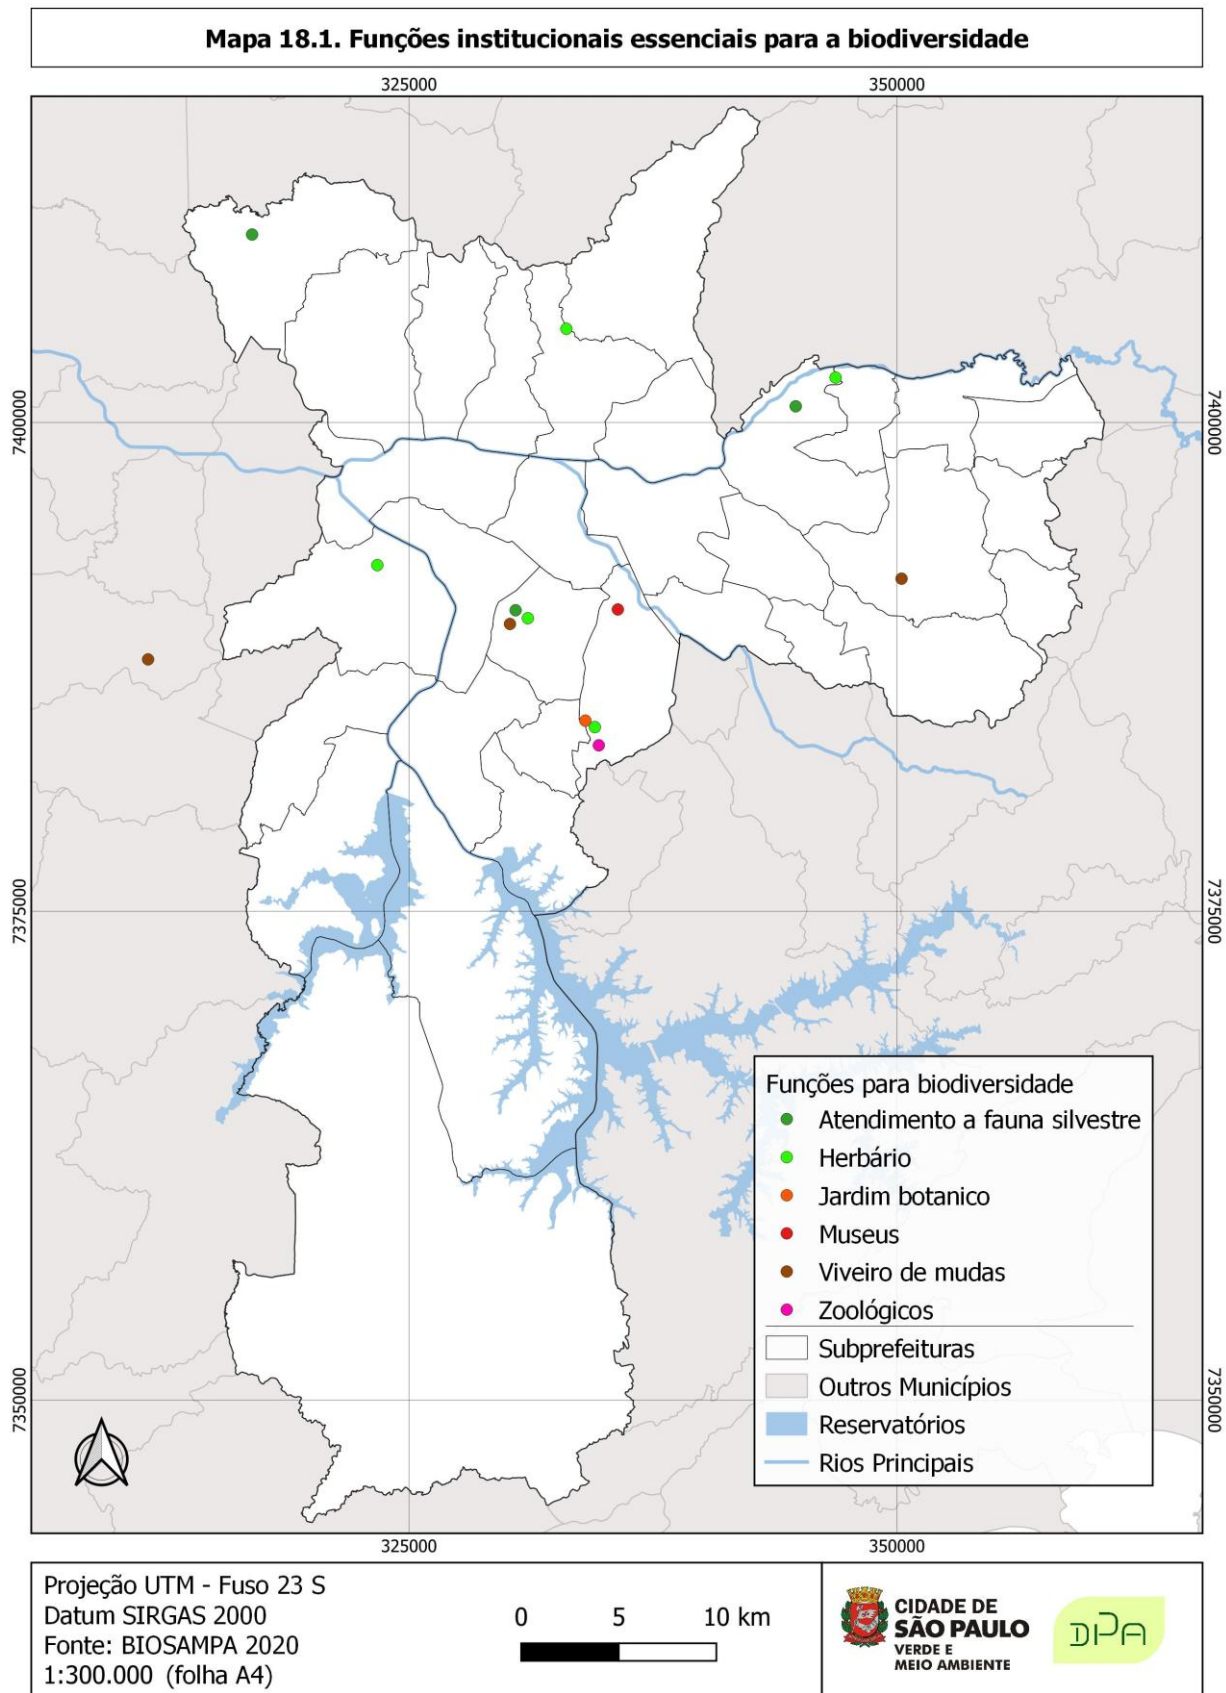 Mapa 18.1. Funções institucionais essenciais para a biodiversidade
325000
350000
7400000
7400000
7375000
7375000
7350000
7350000
Funções para biodiversidade
Atendimento a fauna silvestre
Herbário
Jardim botanico
Museus
Viveiro de mudas
Zoológicos
Subprefeituras
Outros Municípios
Reservatórios
Rios Principais
325000
350000
Projeção UTM - Fuso 23 S
Datum SIRGAS 2000
Fonte: BIOSAMPA 2020
1:300.000 (folha A4)
0 5 10 km
CIDADE DE
SÃO PAULO
VERDE E
MEIO AMBIENTE
DPA